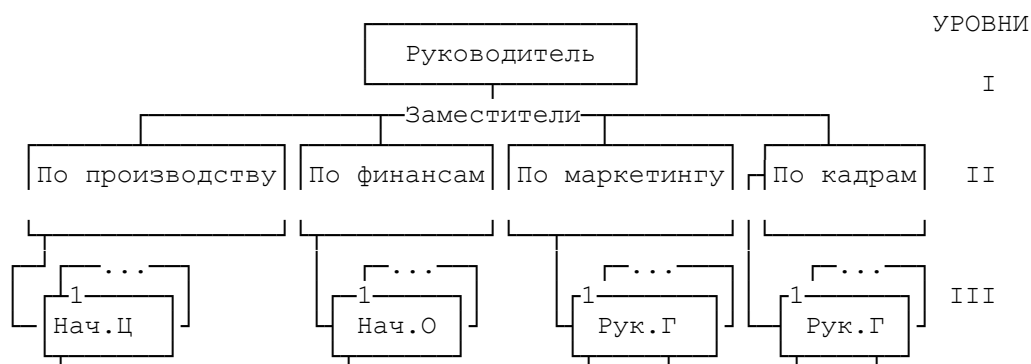 УРОВНИ
Руководитель
I
Заместители
По производству По финансам По маркетингу По кадрам II
... ... ... ...
1 1 1 1 III
Нач.Ц Нач.О Рук.Г Рук.Г